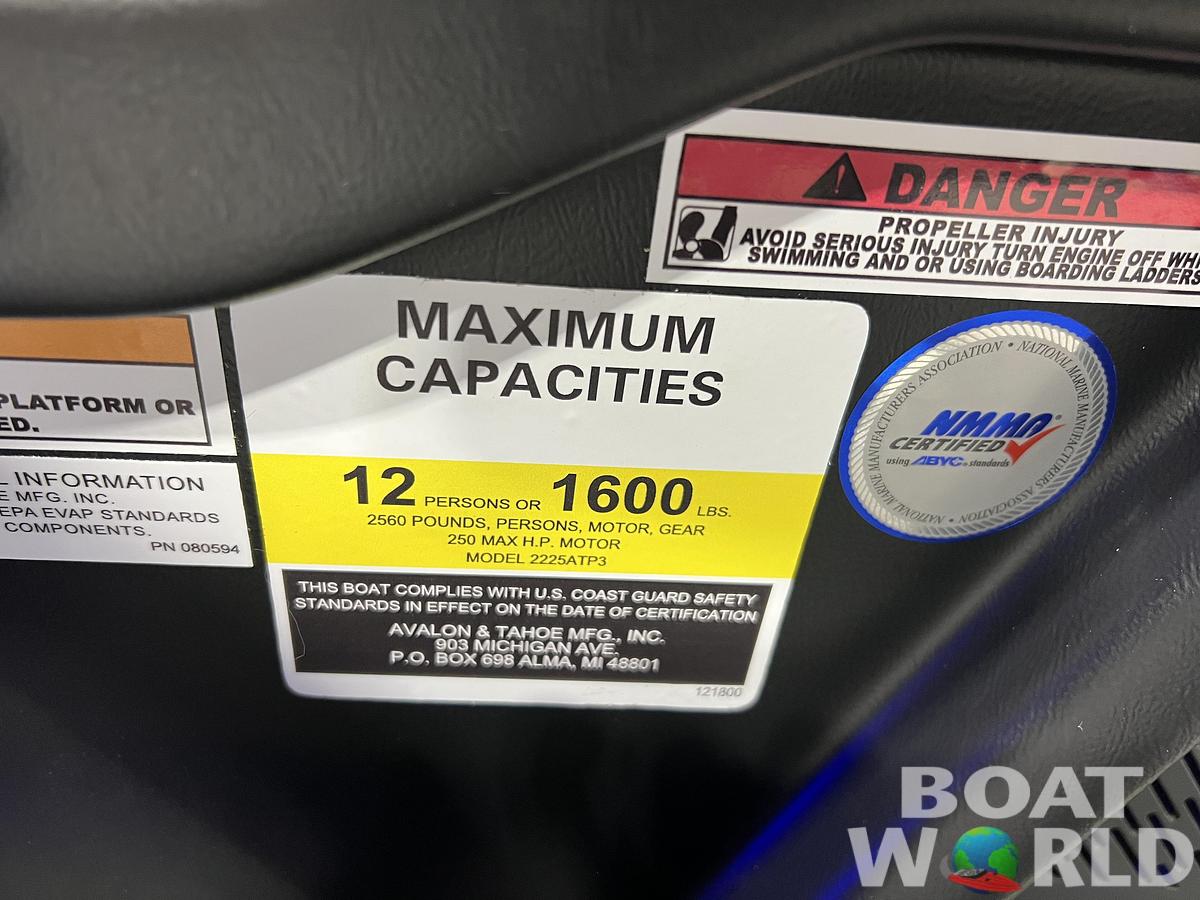 DANGER
PROPELLER INJURY
AVOID SERIOUS INJURY TURN ENGINE OFF WH
SWIMMING AND OR USING BOARDING LADDERS
MAXIMUM
CAPACITIES
12 PERSONS OR 1600 LBS.
2560 POUNDS, PERSONS, MOTOR, GEAR
250 MAX H.P. MOTOR
MODEL 2225ATP3
THIS BOAT COMPLIES WITH U.S. COAST GUARD SAFETY
STANDARDS IN EFFECT ON THE DATE OF CERTIFICATION
AVALON & TAHOE MFG., INC.
903 MICHIGAN AVE.
P.O. BOX 698 ALMA, MI 48801
121800
PLATFORM OR
ED.
L INFORMATION
E MFG. INC.
EPA EVAP STANDARDS
COMPONENTS.
PN 080594
NATIONAL MARINE MANUFACTURERS ASSOCIATION • NATIONAL MARINE MANUFACTURERS ASSOCIATION •
NMMA®
CERTIFIED
using ABYC® standards
BOAT
WORLD